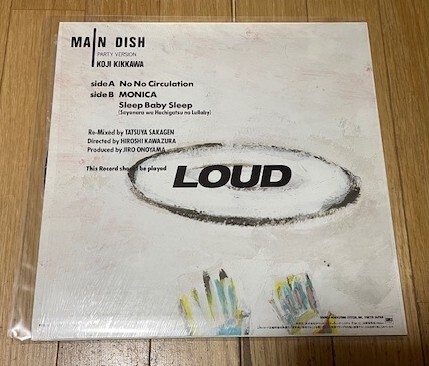 MAIN DISH
PARTY VERSION
KOJI KIKKAWA
side A No No Circulation
side B MONICA
Sleep Baby Sleep
(Sayonara wa Hachigatsu no Lullaby)
Re-Mixed by TATSUYA SAKAGEN
Directed by HIROSHI KAWAZURA
Produced by JIRO ONOYAMA
This Record should be played
LOUD